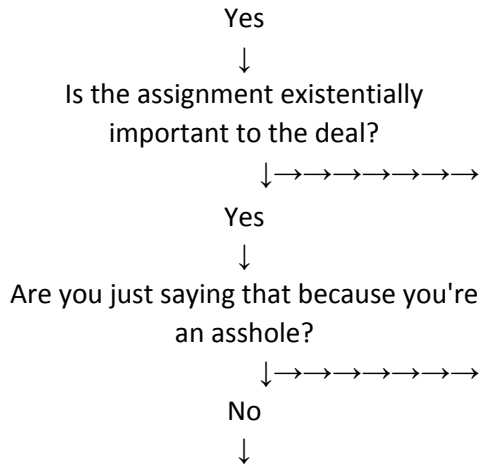 Yes
↓
Is the assignment existentially
important to the deal?
↓→→→→→→→
Yes
↓
Are you just saying that because you're
an asshole?
↓→→→→→→→
No
↓